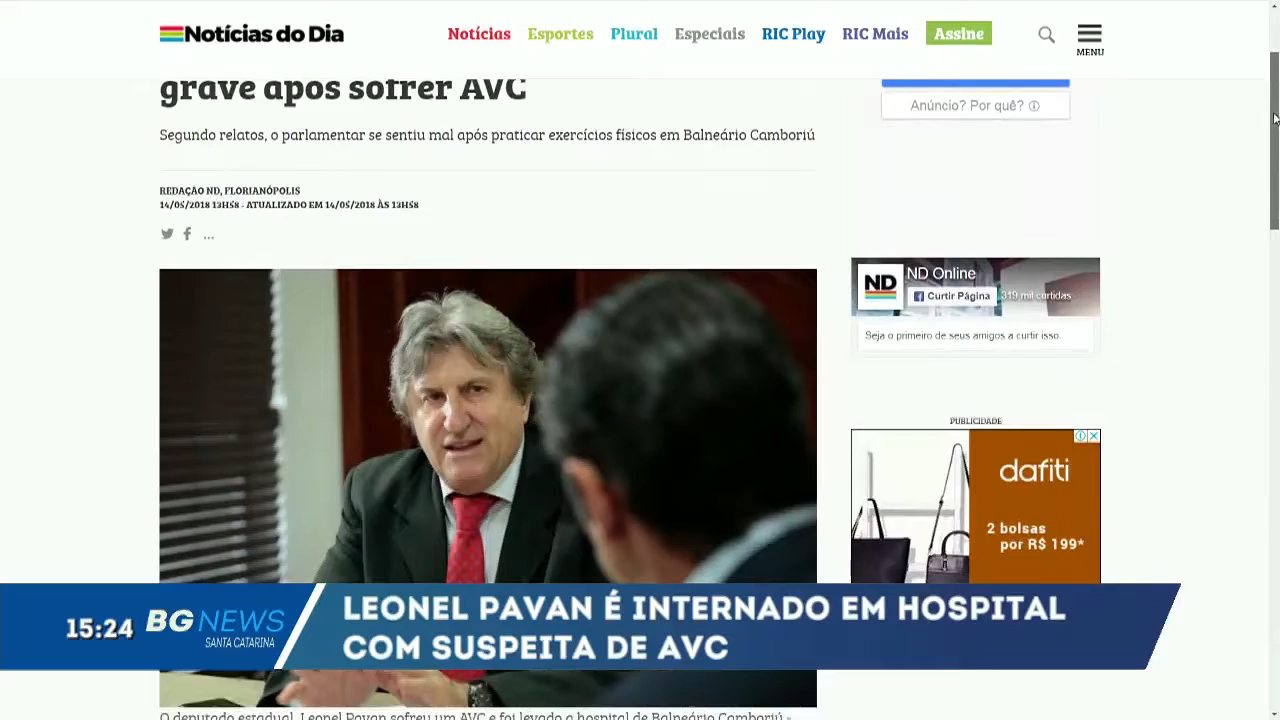 Notícias do Dia
Notícias Esportes Plural Especiais RIC Play RIC Mais Assine
MENU
grave após sofrer AVC
Segundo relatos, o parlamentar se sentiu mal após praticar exercícios físicos em Balneário Camboriú
REDAÇÃO ND, FLORIANÓPOLIS
14/05/2018 13H58 - ATUALIZADO EM 14/05/2018 ÀS 13H58
...
Anúncio? Por quê?
ND
ND Online
Curtir Página
319 mil curtidas
Seja o primeiro de seus amigos a curtir isso.
PUBLICIDADE
dafiti
2 bolsas
por R$ 199*
15:24
BG NEWS
SANTA CATARINA
LEONEL PAVAN É INTERNADO EM HOSPITAL
COM SUSPEITA DE AVC
O deputado estadual, Leonel Pavan sofreu um AVC e foi levado a hospital de Balneário Camboriú -